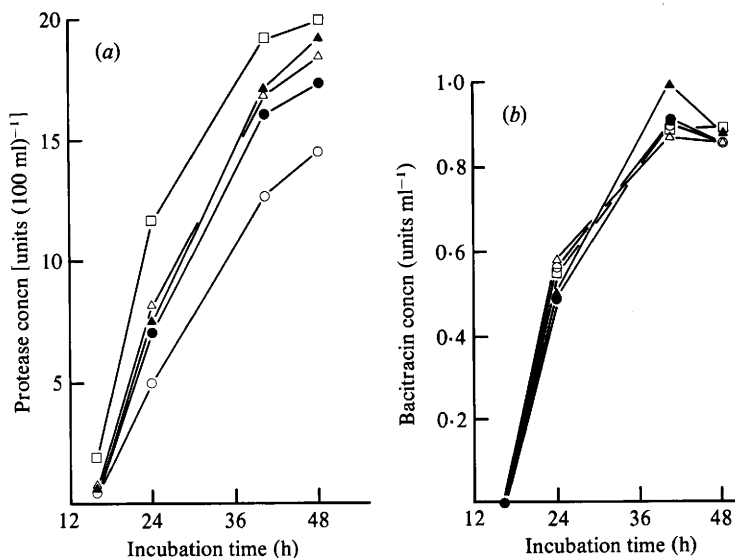 (a)
20
15
10
5
Protease concn [units (100 ml)⁻¹]
12 24 36 48
Incubation time (h)
(b)
1·0
0·8
0·6
0·4
0·2
Bacitracin concn (units ml⁻¹)
12 24 36 48
Incubation time (h)